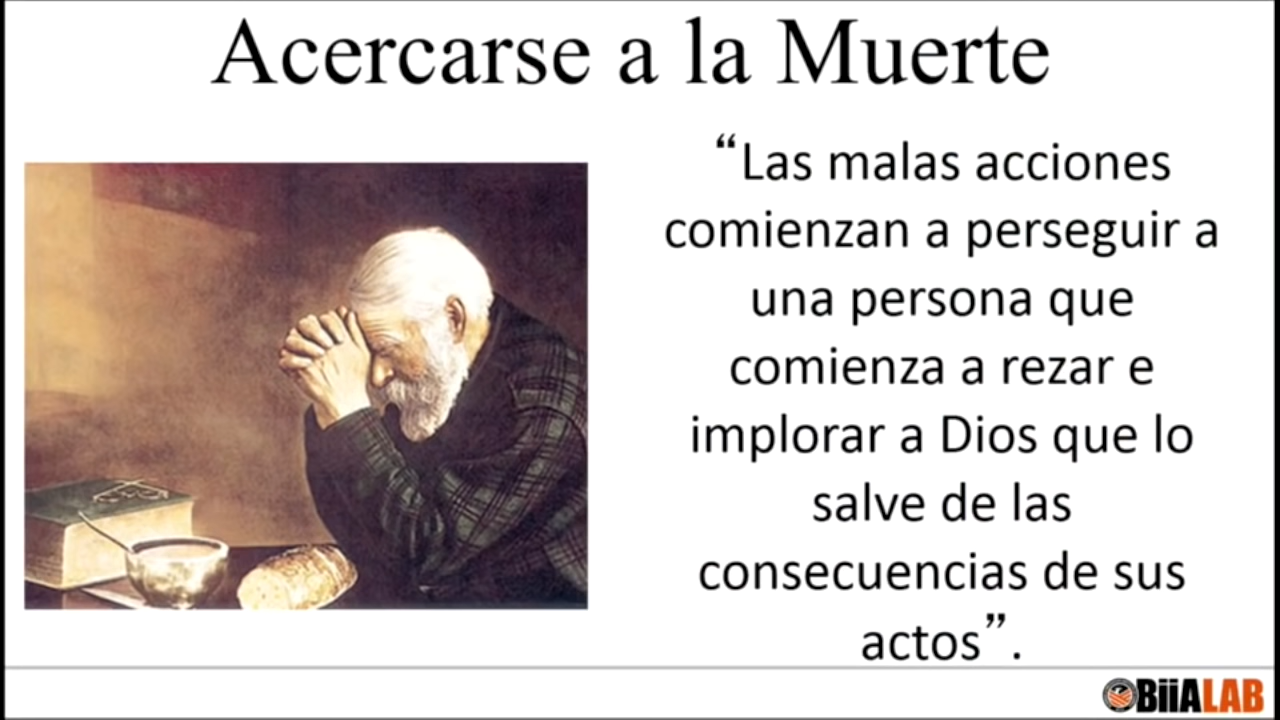 Acercarse a la Muerte
“Las malas acciones
comienzan a perseguir a
una persona que
comienza a rezar e
implorar a Dios que lo
salve de las
consecuencias de sus
actos”.
BiiALAB